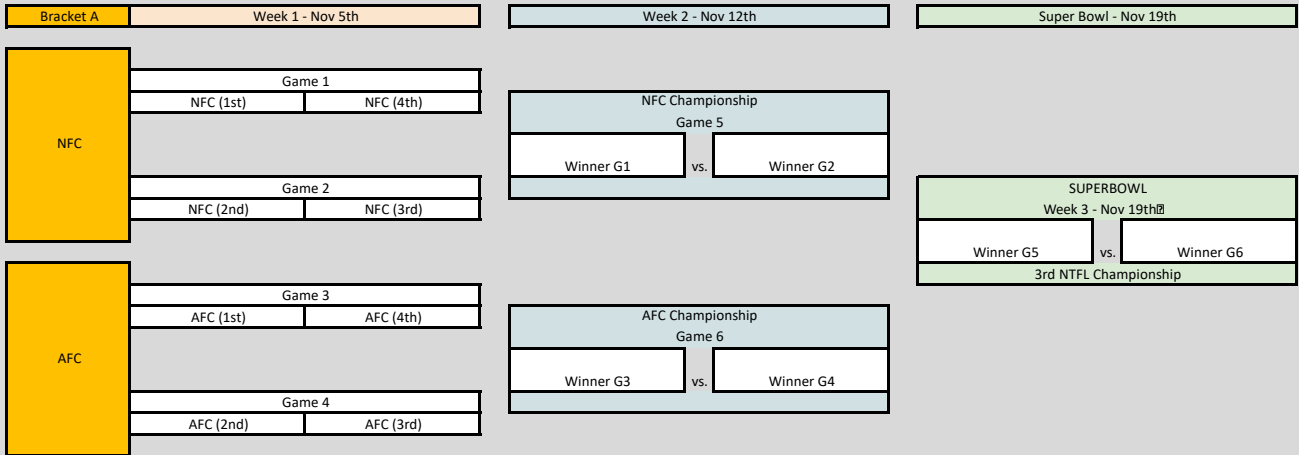 Bracket A Week 1 - Nov 5th Week 2 - Nov 12th Super Bowl - Nov 19th
NFC
Game 1
NFC (1st) NFC (4th)
Game 2
NFC (2nd) NFC (3rd)
AFC
Game 3
AFC (1st) AFC (4th)
Game 4
AFC (2nd) AFC (3rd)
NFC Championship
Game 5
Winner G1 vs. Winner G2
AFC Championship
Game 6
Winner G3 vs. Winner G4
SUPERBOWL
Week 3 - Nov 19th
Winner G5 vs. Winner G6
3rd NTFL Championship